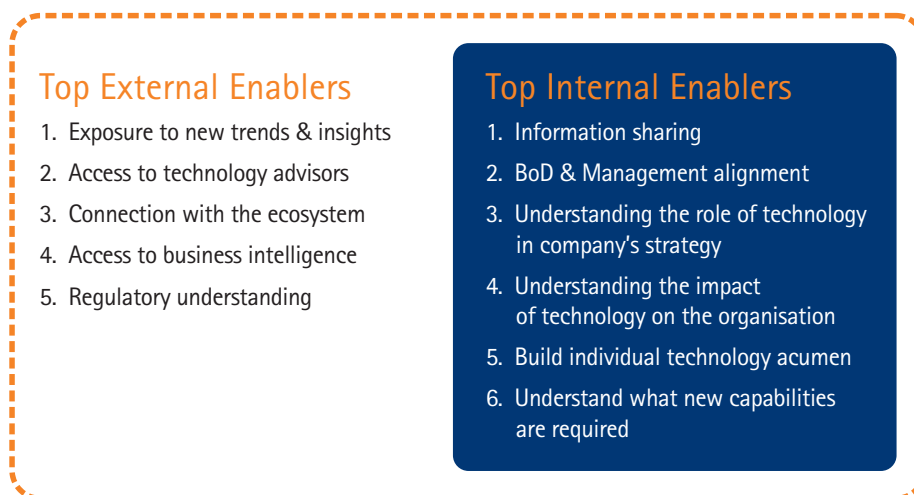 Top External Enablers
1. Exposure to new trends & insights
2. Access to technology advisors
3. Connection with the ecosystem
4. Access to business intelligence
5. Regulatory understanding
Top Internal Enablers
1. Information sharing
2. BoD & Management alignment
3. Understanding the role of technology
in company's strategy
4. Understanding the impact
of technology on the organisation
5. Build individual technology acumen
6. Understand what new capabilities
are required